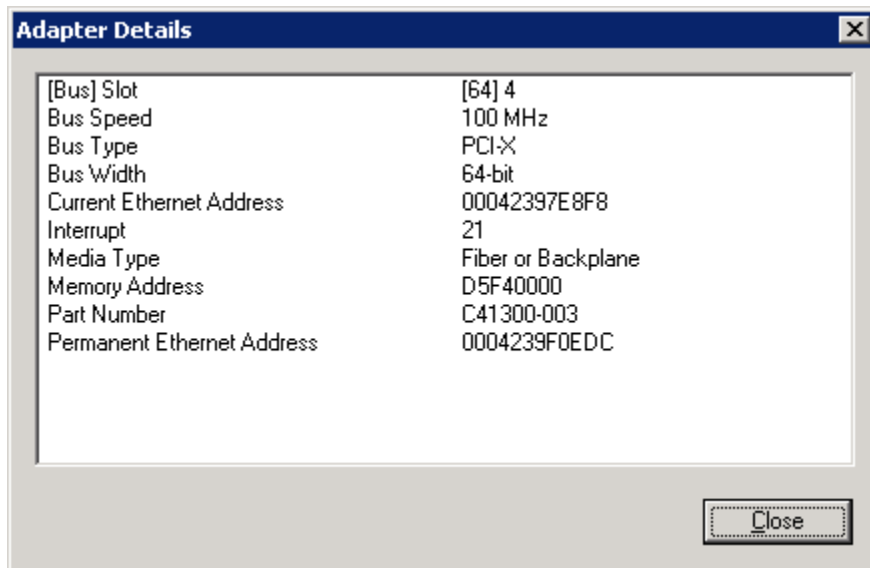 Adapter Details
[Bus] Slot [64] 4
Bus Speed 100 MHz
Bus Type PCI-X
Bus Width 64-bit
Current Ethernet Address 00042397E8F8
Interrupt 21
Media Type Fiber or Backplane
Memory Address D5F40000
Part Number C41300-003
Permanent Ethernet Address 0004239F0EDC
Close